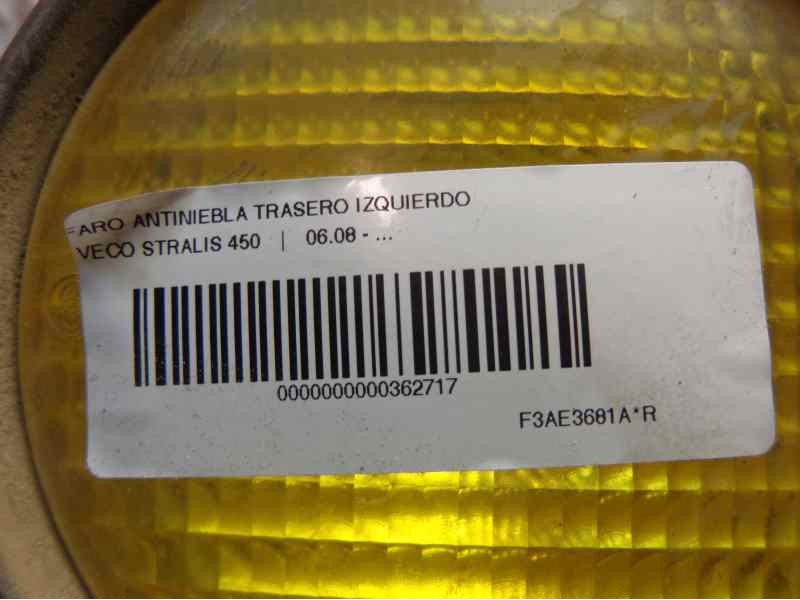 FARO ANTINIEBLA TRASERO IZQUIERDO
VECO STRALIS 450 | 06.08 - ...
0000000000362717
F3AE3681A*R